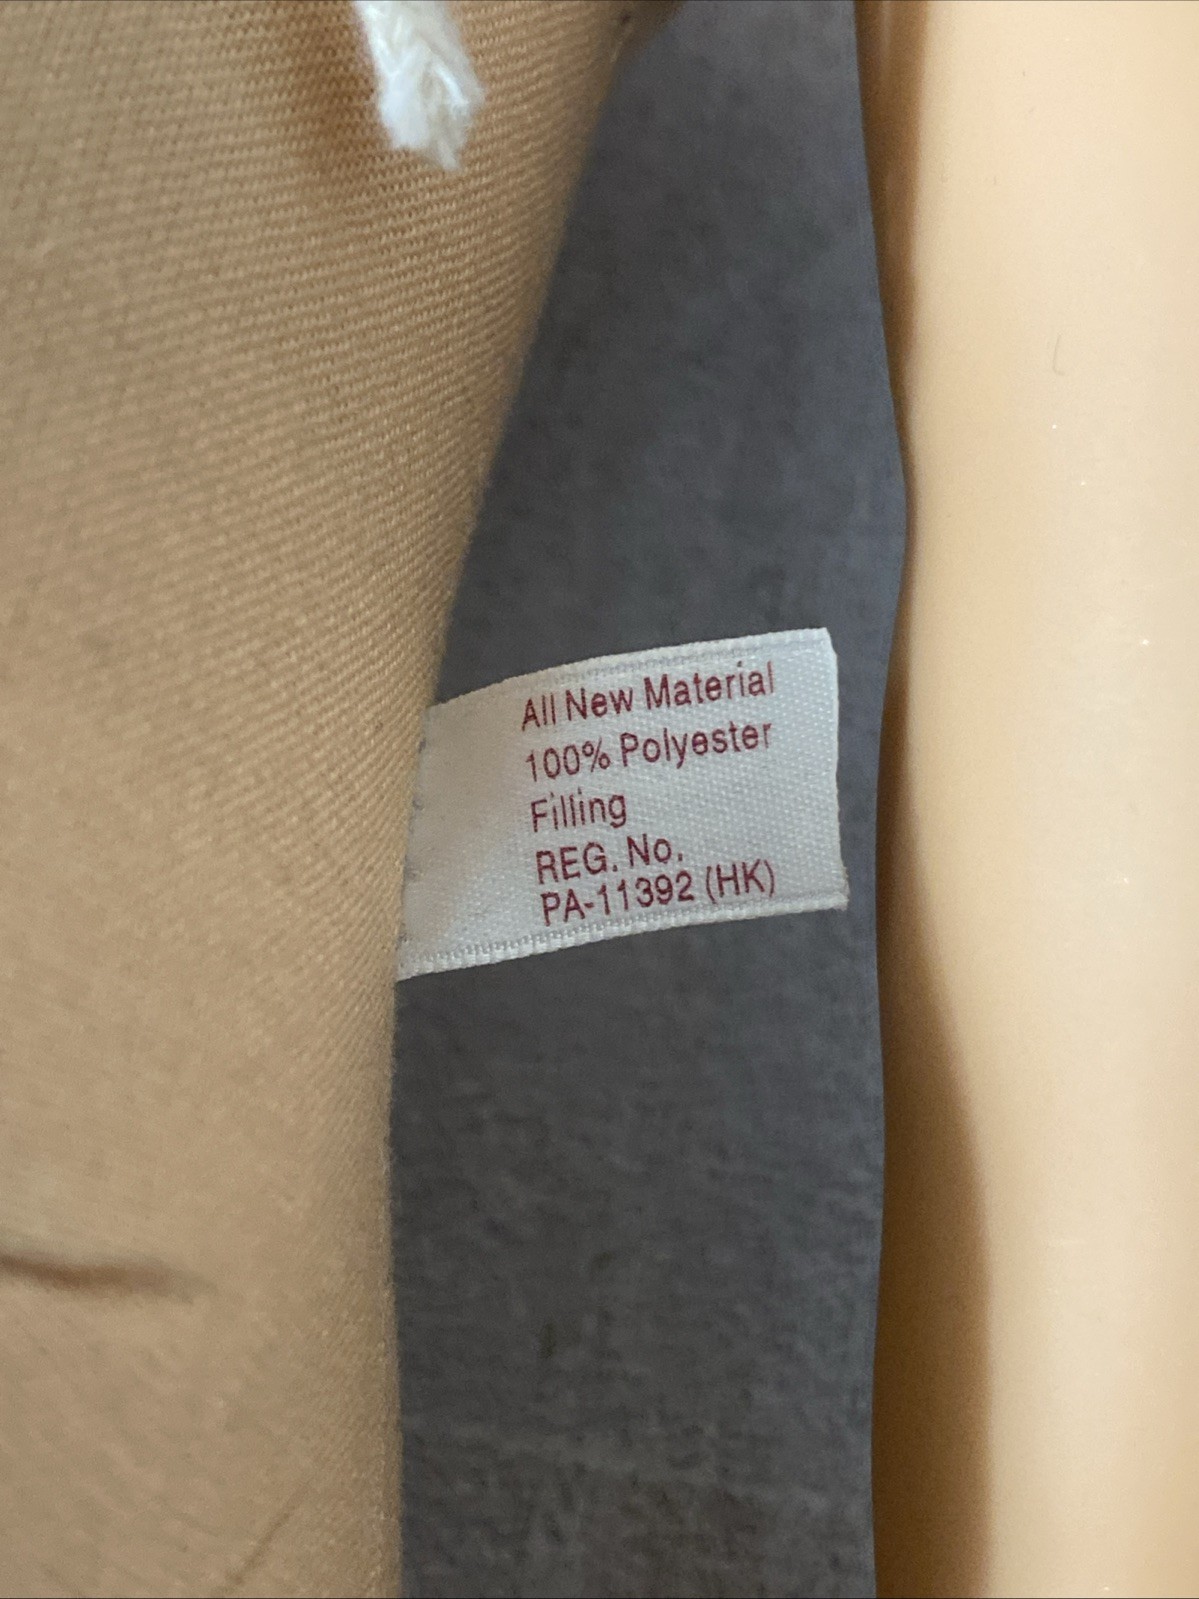 All New Material
100% Polyester
Filling
REG. No.
PA-11392 (HK)